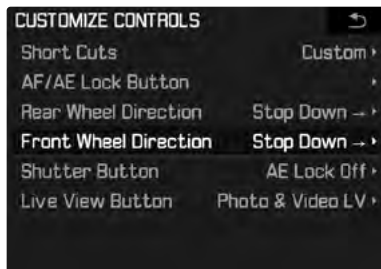 CUSTOMIZE CONTROLS
Short Cuts Custom
AF/AE Lock Button
Rear Wheel Direction Stop Down →
Front Wheel Direction Stop Down →
Shutter Button AE Lock Off
Live View Button Photo & Video LV